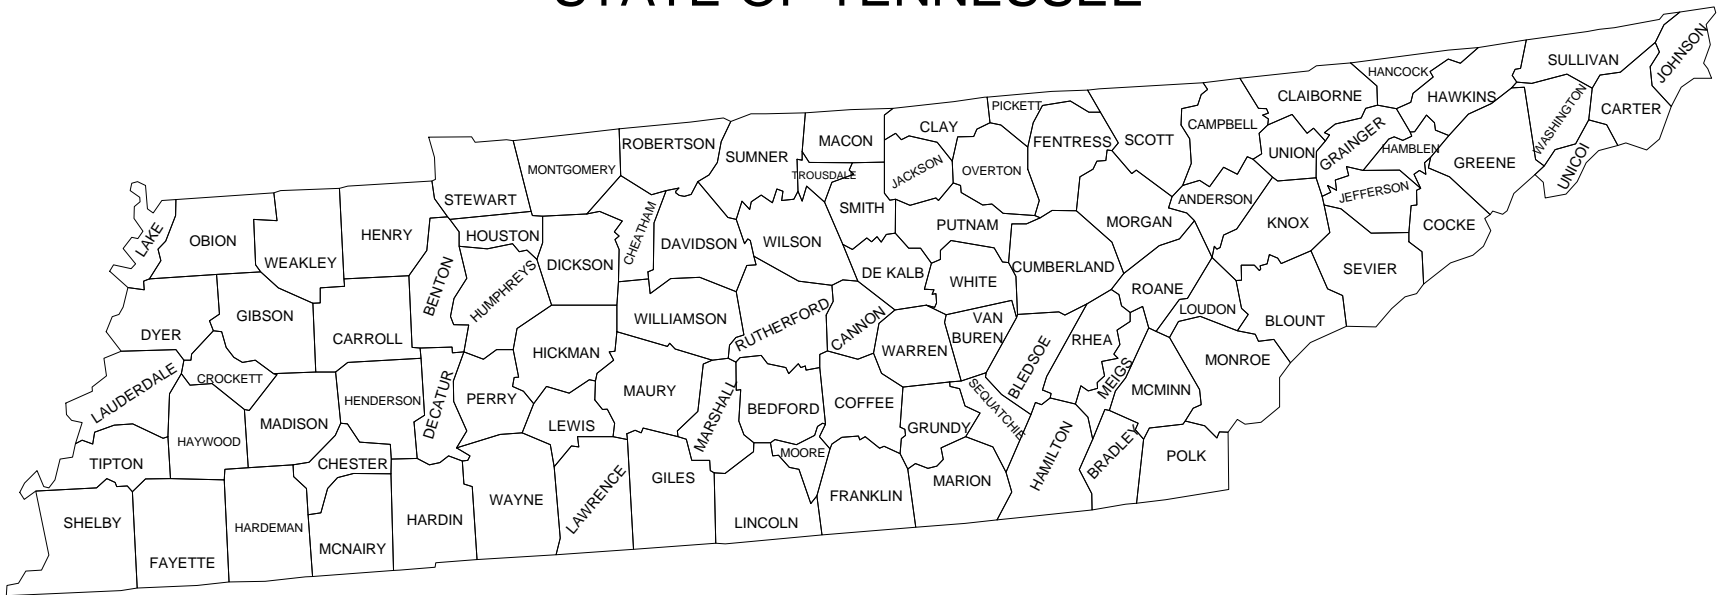 STATE OF TENNESSEE
JOHNSON
SULLIVAN
HANCOCK
CLAIBORNE
HAWKINS
WASHINGTON
CARTER
PICKETT
CAMPBELL
CLAY
FENTRESS
SCOTT
MACON
ROBERTSON
SUMNER
UNION
GRAINGER
HAMBLEN
GREENE
UNICOI
MONTGOMERY
TROUSDALE
JACKSON
OVERTON
STEWART
SMITH
ANDERSON
JEFFERSON
LAKE
OBION
HENRY
HOUSTON
CHEATHAM
DAVIDSON
WILSON
PUTNAM
MORGAN
KNOX
COCKE
WEAKLEY
BENTON
HUMPHREYS
DICKSON
DE KALB
WHITE
CUMBERLAND
ROANE
SEVIER
GIBSON
DYER
CARROLL
WILLIAMSON
RUTHERFORD
CANNON
VAN
BUREN
LOUDON
BLOUNT
HICKMAN
WARREN
BLEDSOE
RHEA
MEIGS
MONROE
LAUDERDALE
CROCKETT
HENDERSON
DECATUR
PERRY
MAURY
MARSHALL
BEDFORD
COFFEE
SEQUATCHIE
MCMINN
MADISON
HAYWOOD
LEWIS
GRUNDY
TIPTON
CHESTER
MOORE
HAMILTON
BRADLEY
POLK
GILES
MARION
SHELBY
FAYETTE
HARDEMAN
MCNAIRY
HARDIN
WAYNE
LAWRENCE
LINCOLN
FRANKLIN